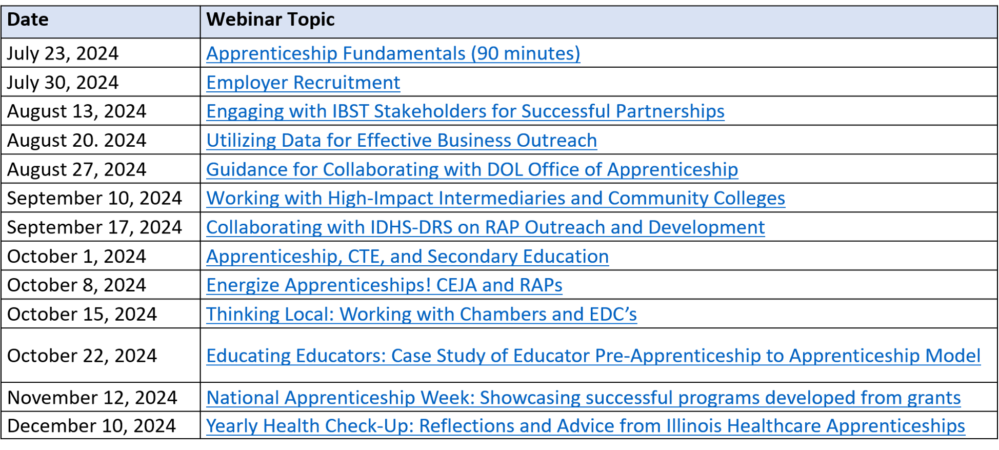 Date Webinar Topic
July 23, 2024 Apprenticeship Fundamentals (90 minutes)
July 30, 2024 Employer Recruitment
August 13, 2024 Engaging with IBST Stakeholders for Successful Partnerships
August 20. 2024 Utilizing Data for Effective Business Outreach
August 27, 2024 Guidance for Collaborating with DOL Office of Apprenticeship
September 10, 2024 Working with High-Impact Intermediaries and Community Colleges
September 17, 2024 Collaborating with IDHS-DRS on RAP Outreach and Development
October 1, 2024 Apprenticeship, CTE, and Secondary Education
October 8, 2024 Energize Apprenticeships! CEJA and RAPs
October 15, 2024 Thinking Local: Working with Chambers and EDC’s
October 22, 2024 Educating Educators: Case Study of Educator Pre-Apprenticeship to Apprenticeship Model
November 12, 2024 National Apprenticeship Week: Showcasing successful programs developed from grants
December 10, 2024 Yearly Health Check-Up: Reflections and Advice from Illinois Healthcare Apprenticeships